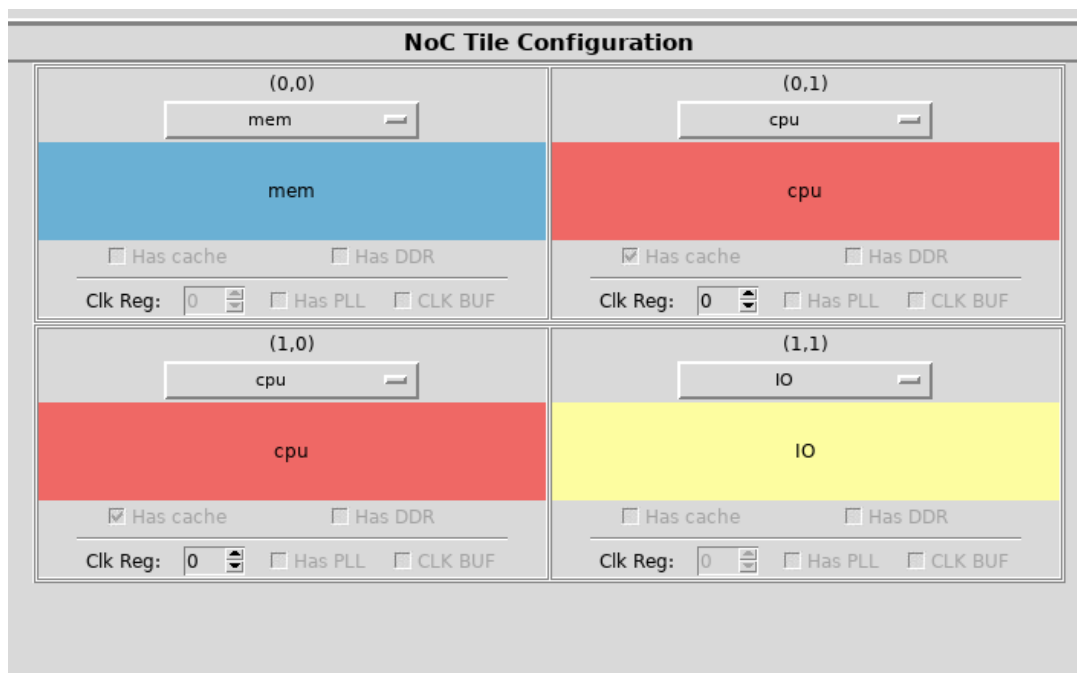 NoC Tile Configuration
(0,0) (0,1)
mem cpu
mem cpu
Has cache Has DDR Has cache Has DDR
Clk Reg: 0 Has PLL CLK BUF Clk Reg: 0 Has PLL CLK BUF
(1,0) (1,1)
cpu IO
cpu IO
Has cache Has DDR Has cache Has DDR
Clk Reg: 0 Has PLL CLK BUF Clk Reg: 0 Has PLL CLK BUF